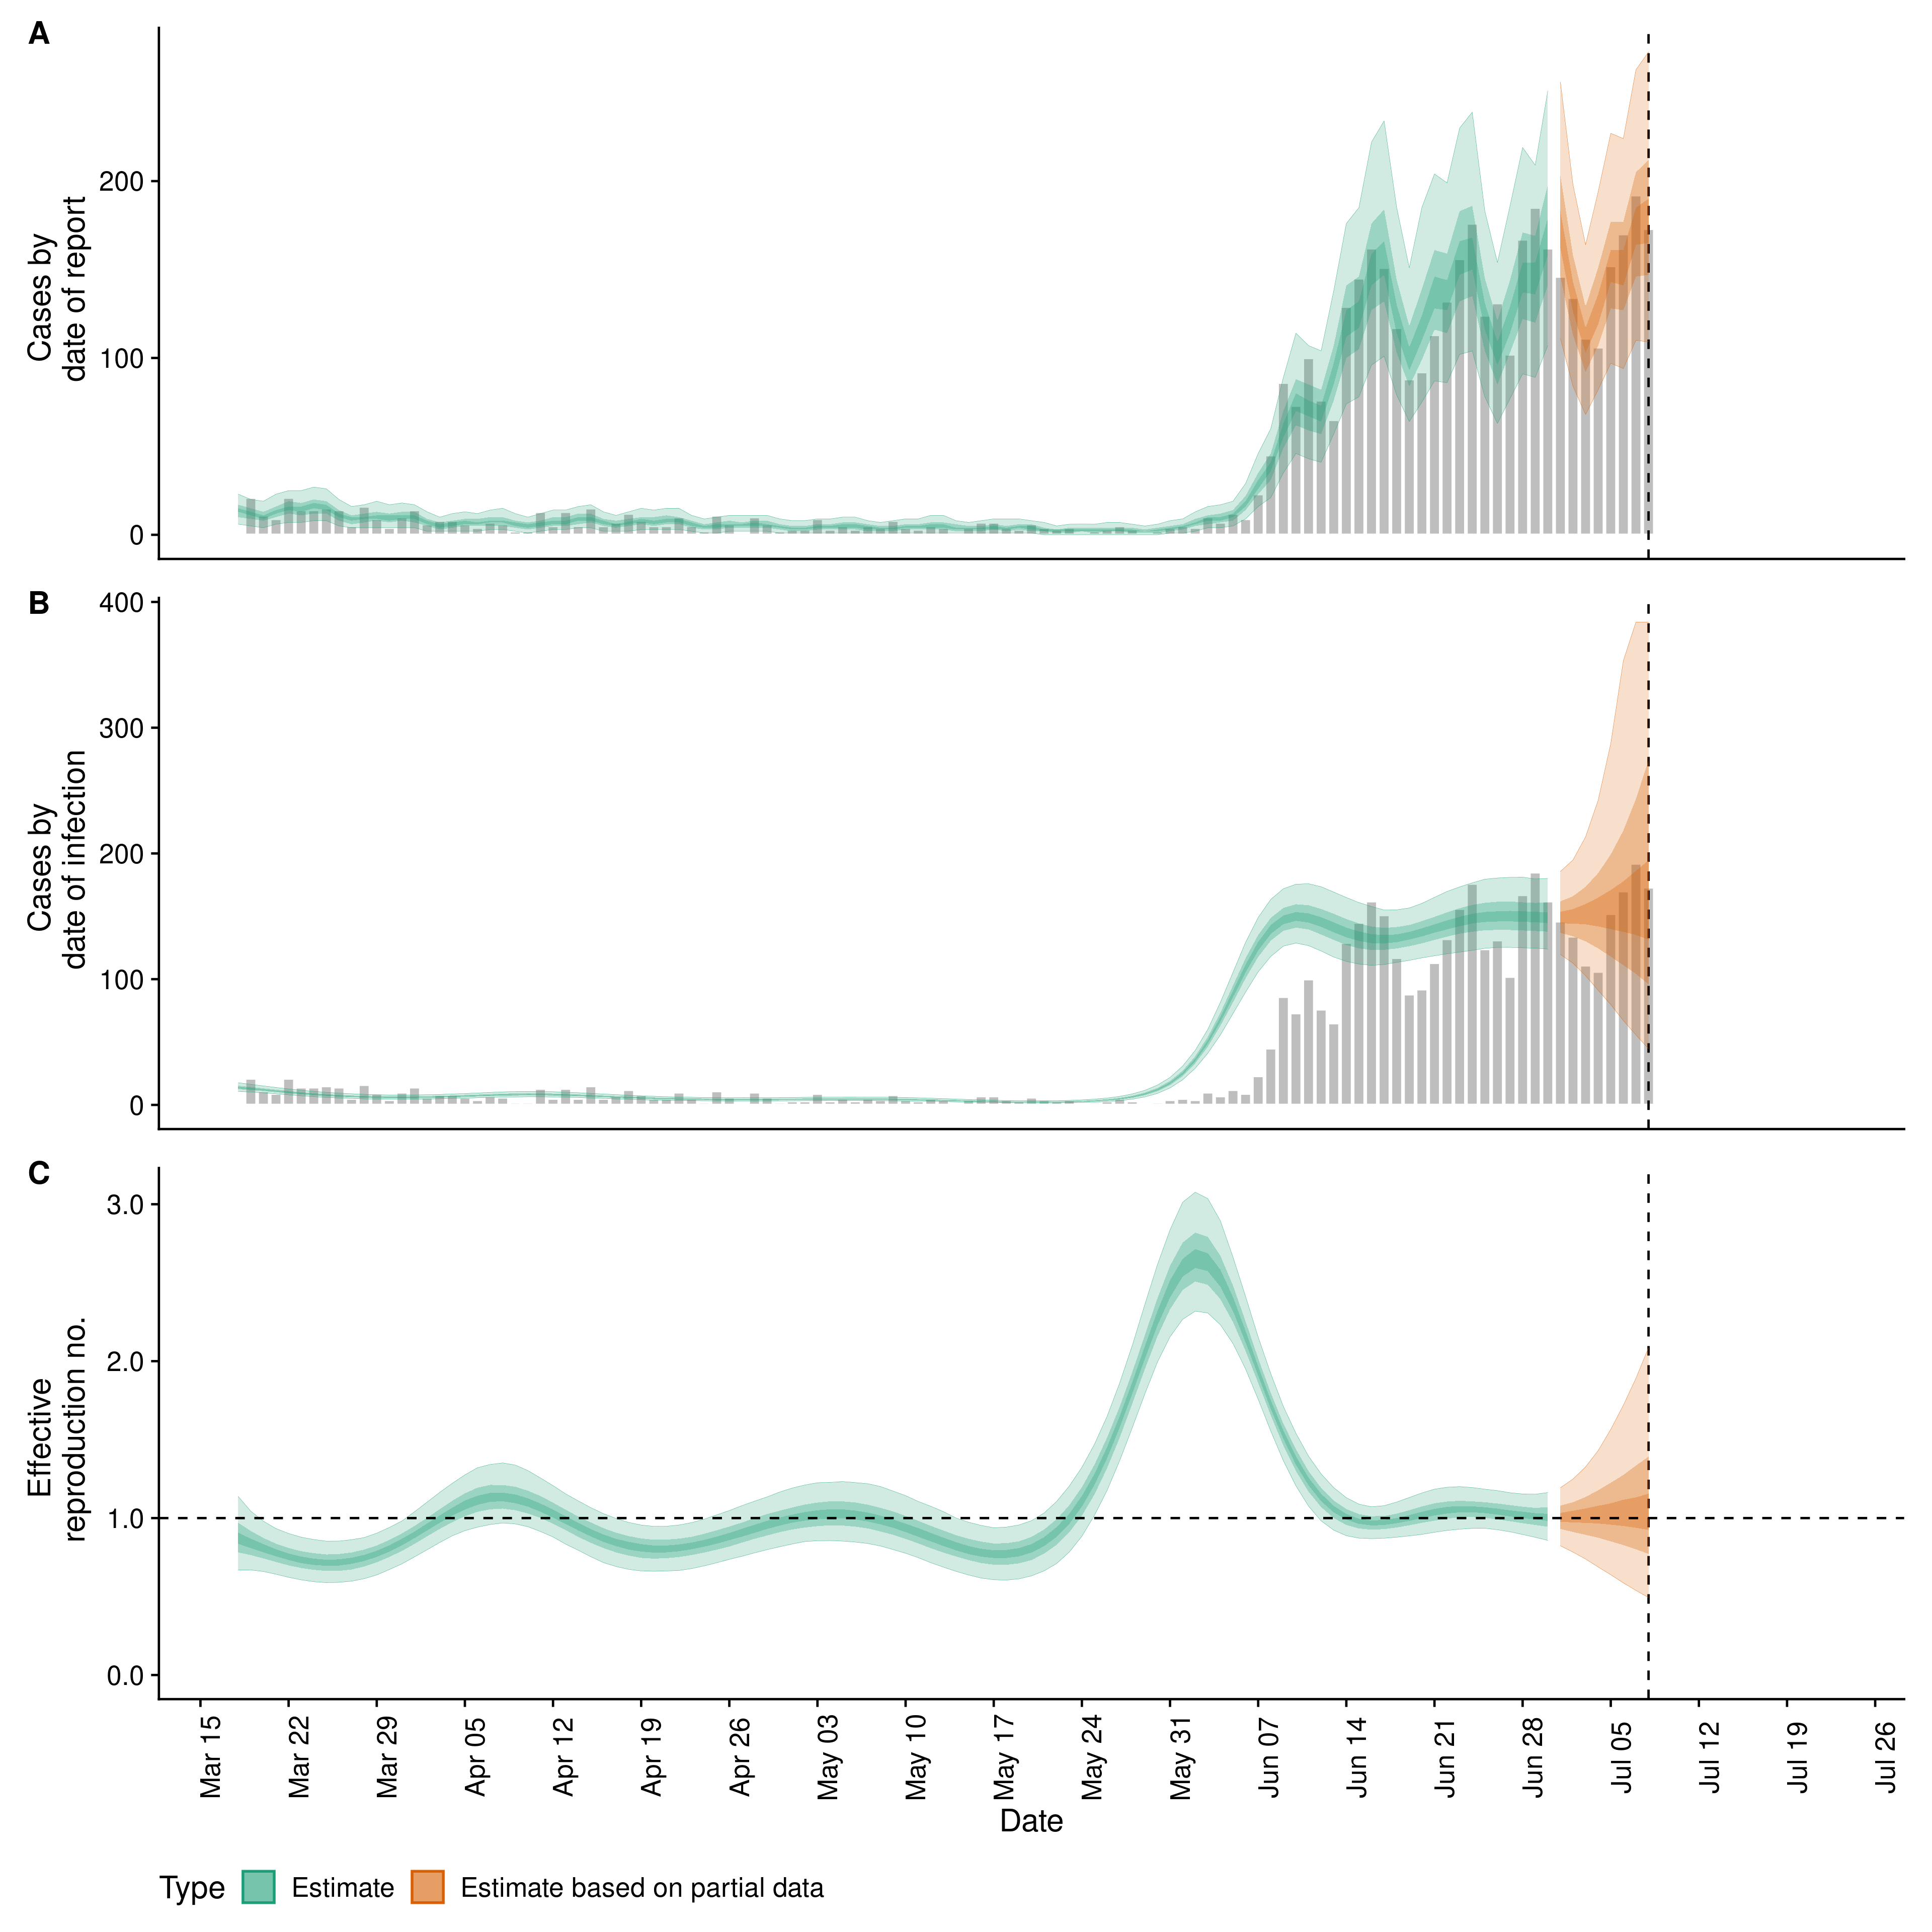 A
Cases by
date of report
200
100
0
B
Cases by
date of infection
400
300
200
100
0
C
Effective
reproduction no.
3.0
2.0
1.0
0.0
Mar 15
Mar 22
Mar 29
Apr 05
Apr 12
Apr 19
Apr 26
May 03
May 10
May 17
May 24
May 31
Jun 07
Jun 14
Jun 21
Jun 28
Jul 05
Jul 12
Jul 19
Jul 26
Date
Type Estimate Estimate based on partial data